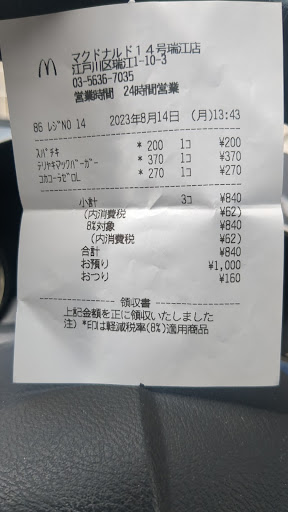 マクドナルド14号瑞江店
江戸川区瑞江1-10-3
03-5636-7035
営業時間 24時間営業
86 レジNO 14 2023年8月14日 (月)13:43
スパチキ * 200 1コ ¥200
テリヤキマックバーガー * 370 1コ ¥370
コカコーラゼロL * 270 1コ ¥270
小計 3コ ¥840
(内消費税 ¥62)
8%対象 ¥840
(内消費税 ¥62)
合計 ¥840
お預り ¥1,000
おつり ¥160
領収書
上記金額を正に領収いたしました
注) *印は軽減税率(8%)適用商品